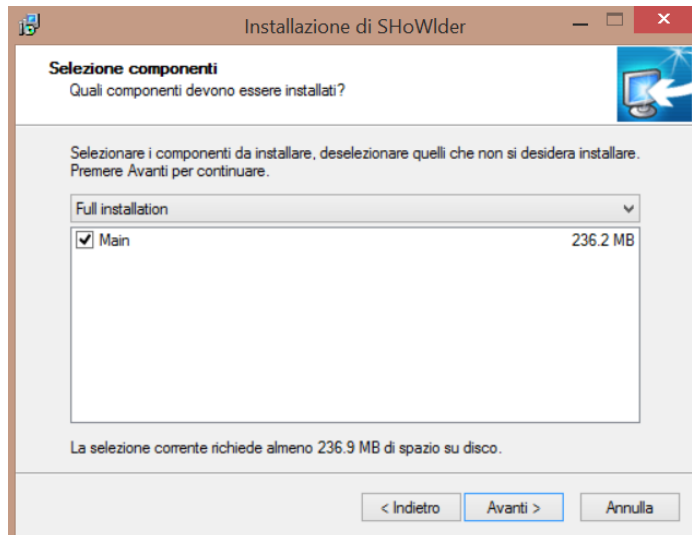 Installazione di SHoWlder
Selezione componenti
Quali componenti devono essere installati?
Selezionare i componenti da installare, deselezionare quelli che non si desidera installare.
Premere Avanti per continuare.
Full installation
Main 236.2 MB
La selezione corrente richiede almeno 236.9 MB di spazio su disco.
< Indietro Avanti > Annulla